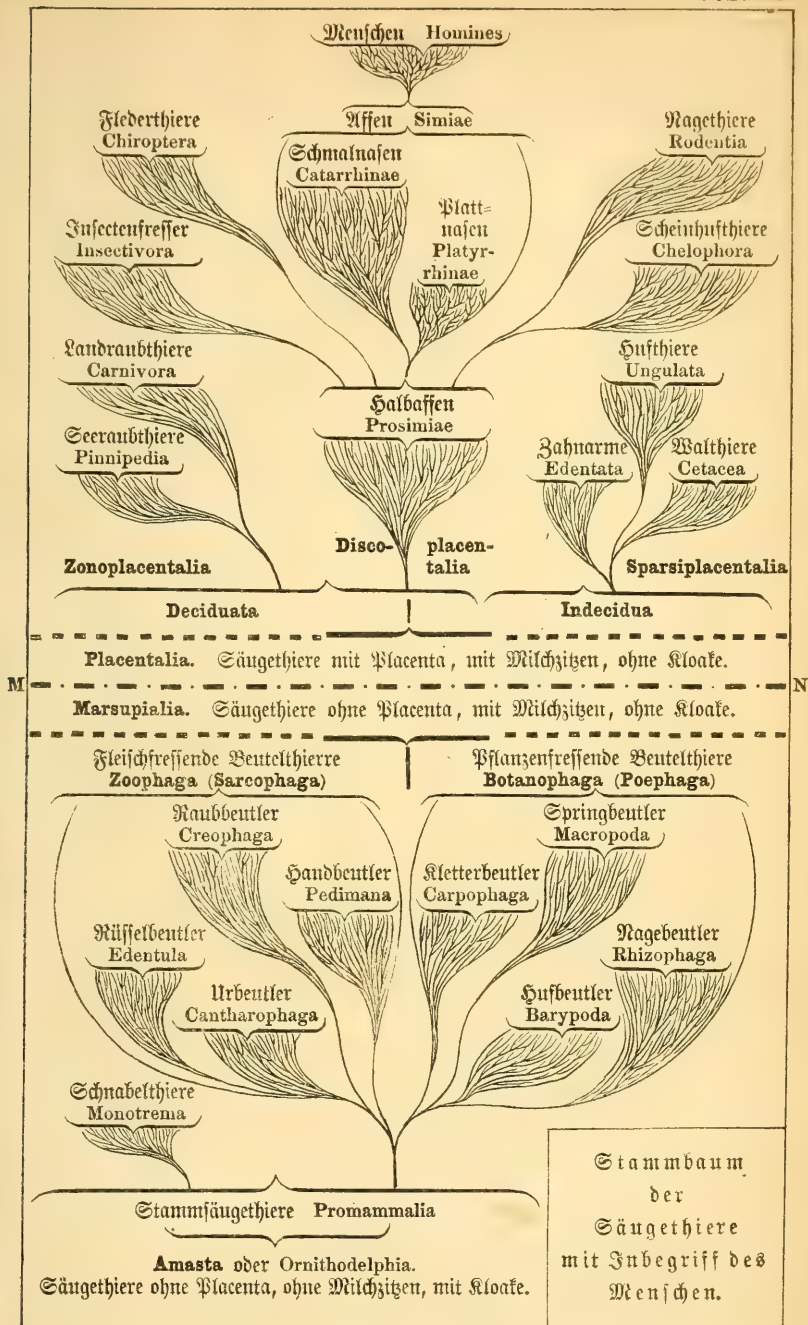 Menschen Homines
Affen Simiae
Flederthiere
Chiroptera
Schmalnasen
Catarrhinae
Platt=
nasen
Platyr-
rhinae
Nagethiere
Rodentia
Insectenfresser
Insectivora
Scheinhufthiere
Chelophora
Landraubthiere
Carnivora
Halbaffen
Prosimiae
Hufthiere
Ungulata
Seeraubthiere
Pinnipedia
Zahnarme
Edentata
Walthiere
Cetacea
Zonoplacentalia
Disco- placen-
talia
Sparsiplacentalia
Deciduata
Indecidua
Placentalia. Säugethiere mit Placenta, mit Milchzitzen, ohne Kloake.
M N
Marsupialia. Säugethiere ohne Placenta, mit Milchzitzen, ohne Kloake.
Fleischfressende Beutelthierre
Zoophaga (Sarcophaga)
Pflanzenfressende Beutelthiere
Botanophaga (Poephaga)
Raubbeutler
Creophaga
Handbeutler
Pedimana
Kletterbeutler
Carpophaga
Springbeutler
Macropoda
Rüsselbeutler
Edentula
Urbeutler
Cantharophaga
Hufbeutler
Barypoda
Nagebeutler
Rhizophaga
Schnabelthiere
Monotrema
Stammsäugethiere Promammalia
Amasta oder Ornithodelphia.
Säugethiere ohne Placenta, ohne Milchzitzen, mit Kloake.
Stammbaum
der
Säugethiere
mit Inbegriff des
Menschen.